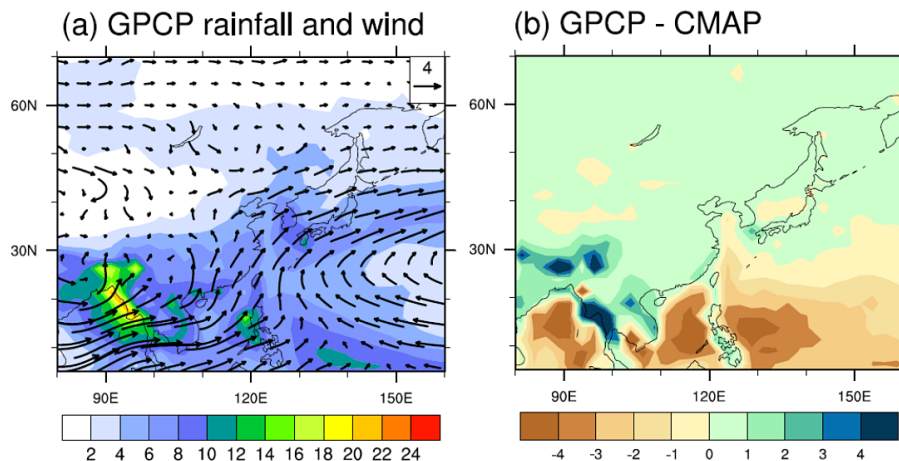 (a) GPCP rainfall and wind
4
60N
30N
90E 120E 150E
2 4 6 8 10 12 14 16 18 20 22 24
(b) GPCP - CMAP
60N
30N
90E 120E 150E
-4 -3 -2 -1 0 1 2 3 4